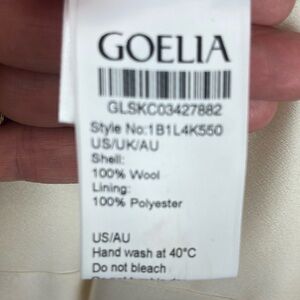 GOELIA
GLSKC03427882
Style No:1B1L4K550
US/UK/AU
Shell:
100% Wool
Lining:
100% Polyester
US/AU
Hand wash at 40°C
Do not bleach